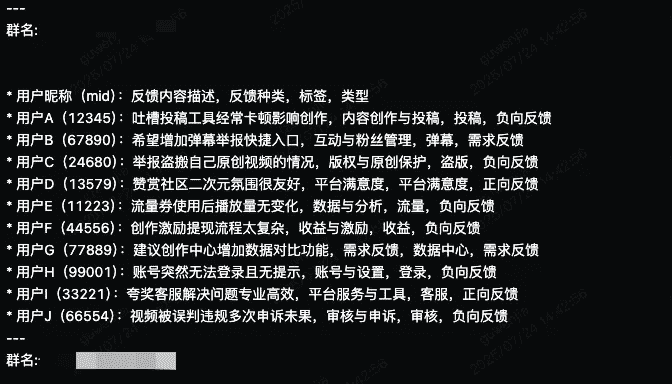 ---
群名:
* 用户昵称（mid）：反馈内容描述，反馈种类，标签，类型
* 用户A（12345）：吐槽投稿工具经常卡顿影响创作，内容创作与投稿，投稿，负向反馈
* 用户B（67890）：希望增加弹幕举报快捷入口，互动与粉丝管理，弹幕，需求反馈
* 用户C（24680）：举报盗搬自己原创视频的情况，版权与原创保护，盗版，负向反馈
* 用户D（13579）：赞赏社区二次元氛围很友好，平台满意度，平台满意度，正向反馈
* 用户E（11223）：流量券使用后播放量无变化，数据与分析，流量，负向反馈
* 用户F（44556）：创作激励提现流程太复杂，收益与激励，收益，负向反馈
* 用户G（77889）：建议创作中心增加数据对比功能，需求反馈，数据中心，需求反馈
* 用户H（99001）：账号突然无法登录且无提示，账号与设置，登录，负向反馈
* 用户I（33221）：夸奖客服解决问题专业高效，平台服务与工具，客服，正向反馈
* 用户J（66554）：视频被误判违规多次申诉未果，审核与申诉，审核，负向反馈
---
群名: